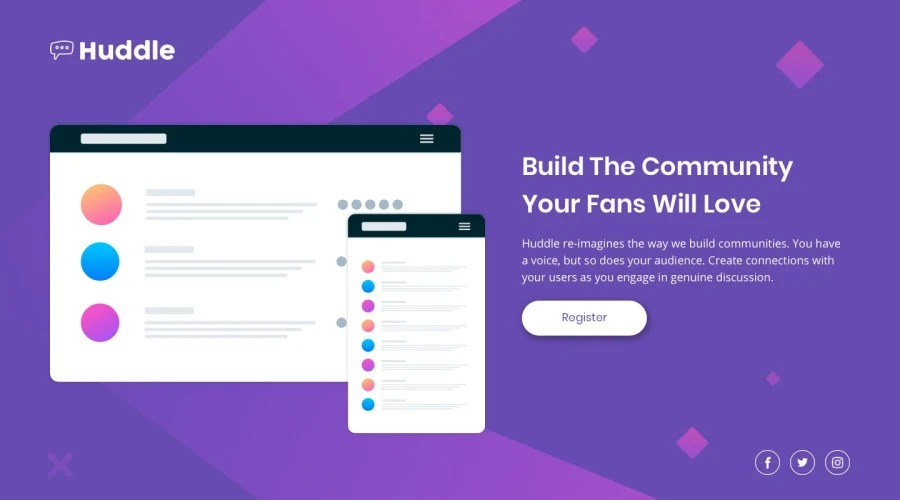 Huddle
Build The Community
Your Fans Will Love
Huddle re-imagines the way we build communities. You have
a voice, but so does your audience. Create connections with
your users as you engage in genuine discussion.
Register